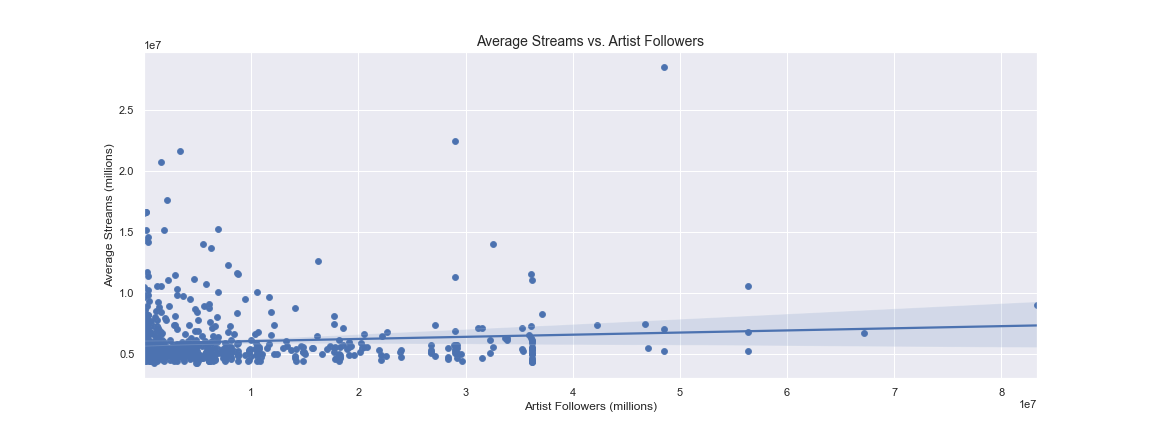 Average Streams vs. Artist Followers
1e7
2.5
2.0
1.5
1.0
0.5
Average Streams (millions)
1 2 3 4 5 6 7 8
1e7
Artist Followers (millions)